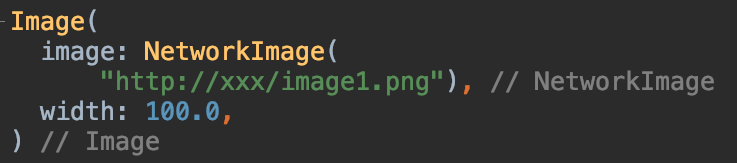 Image(
  image: NetworkImage(
      "http://xxx/image1.png"), // NetworkImage
  width: 100.0,
) // Image